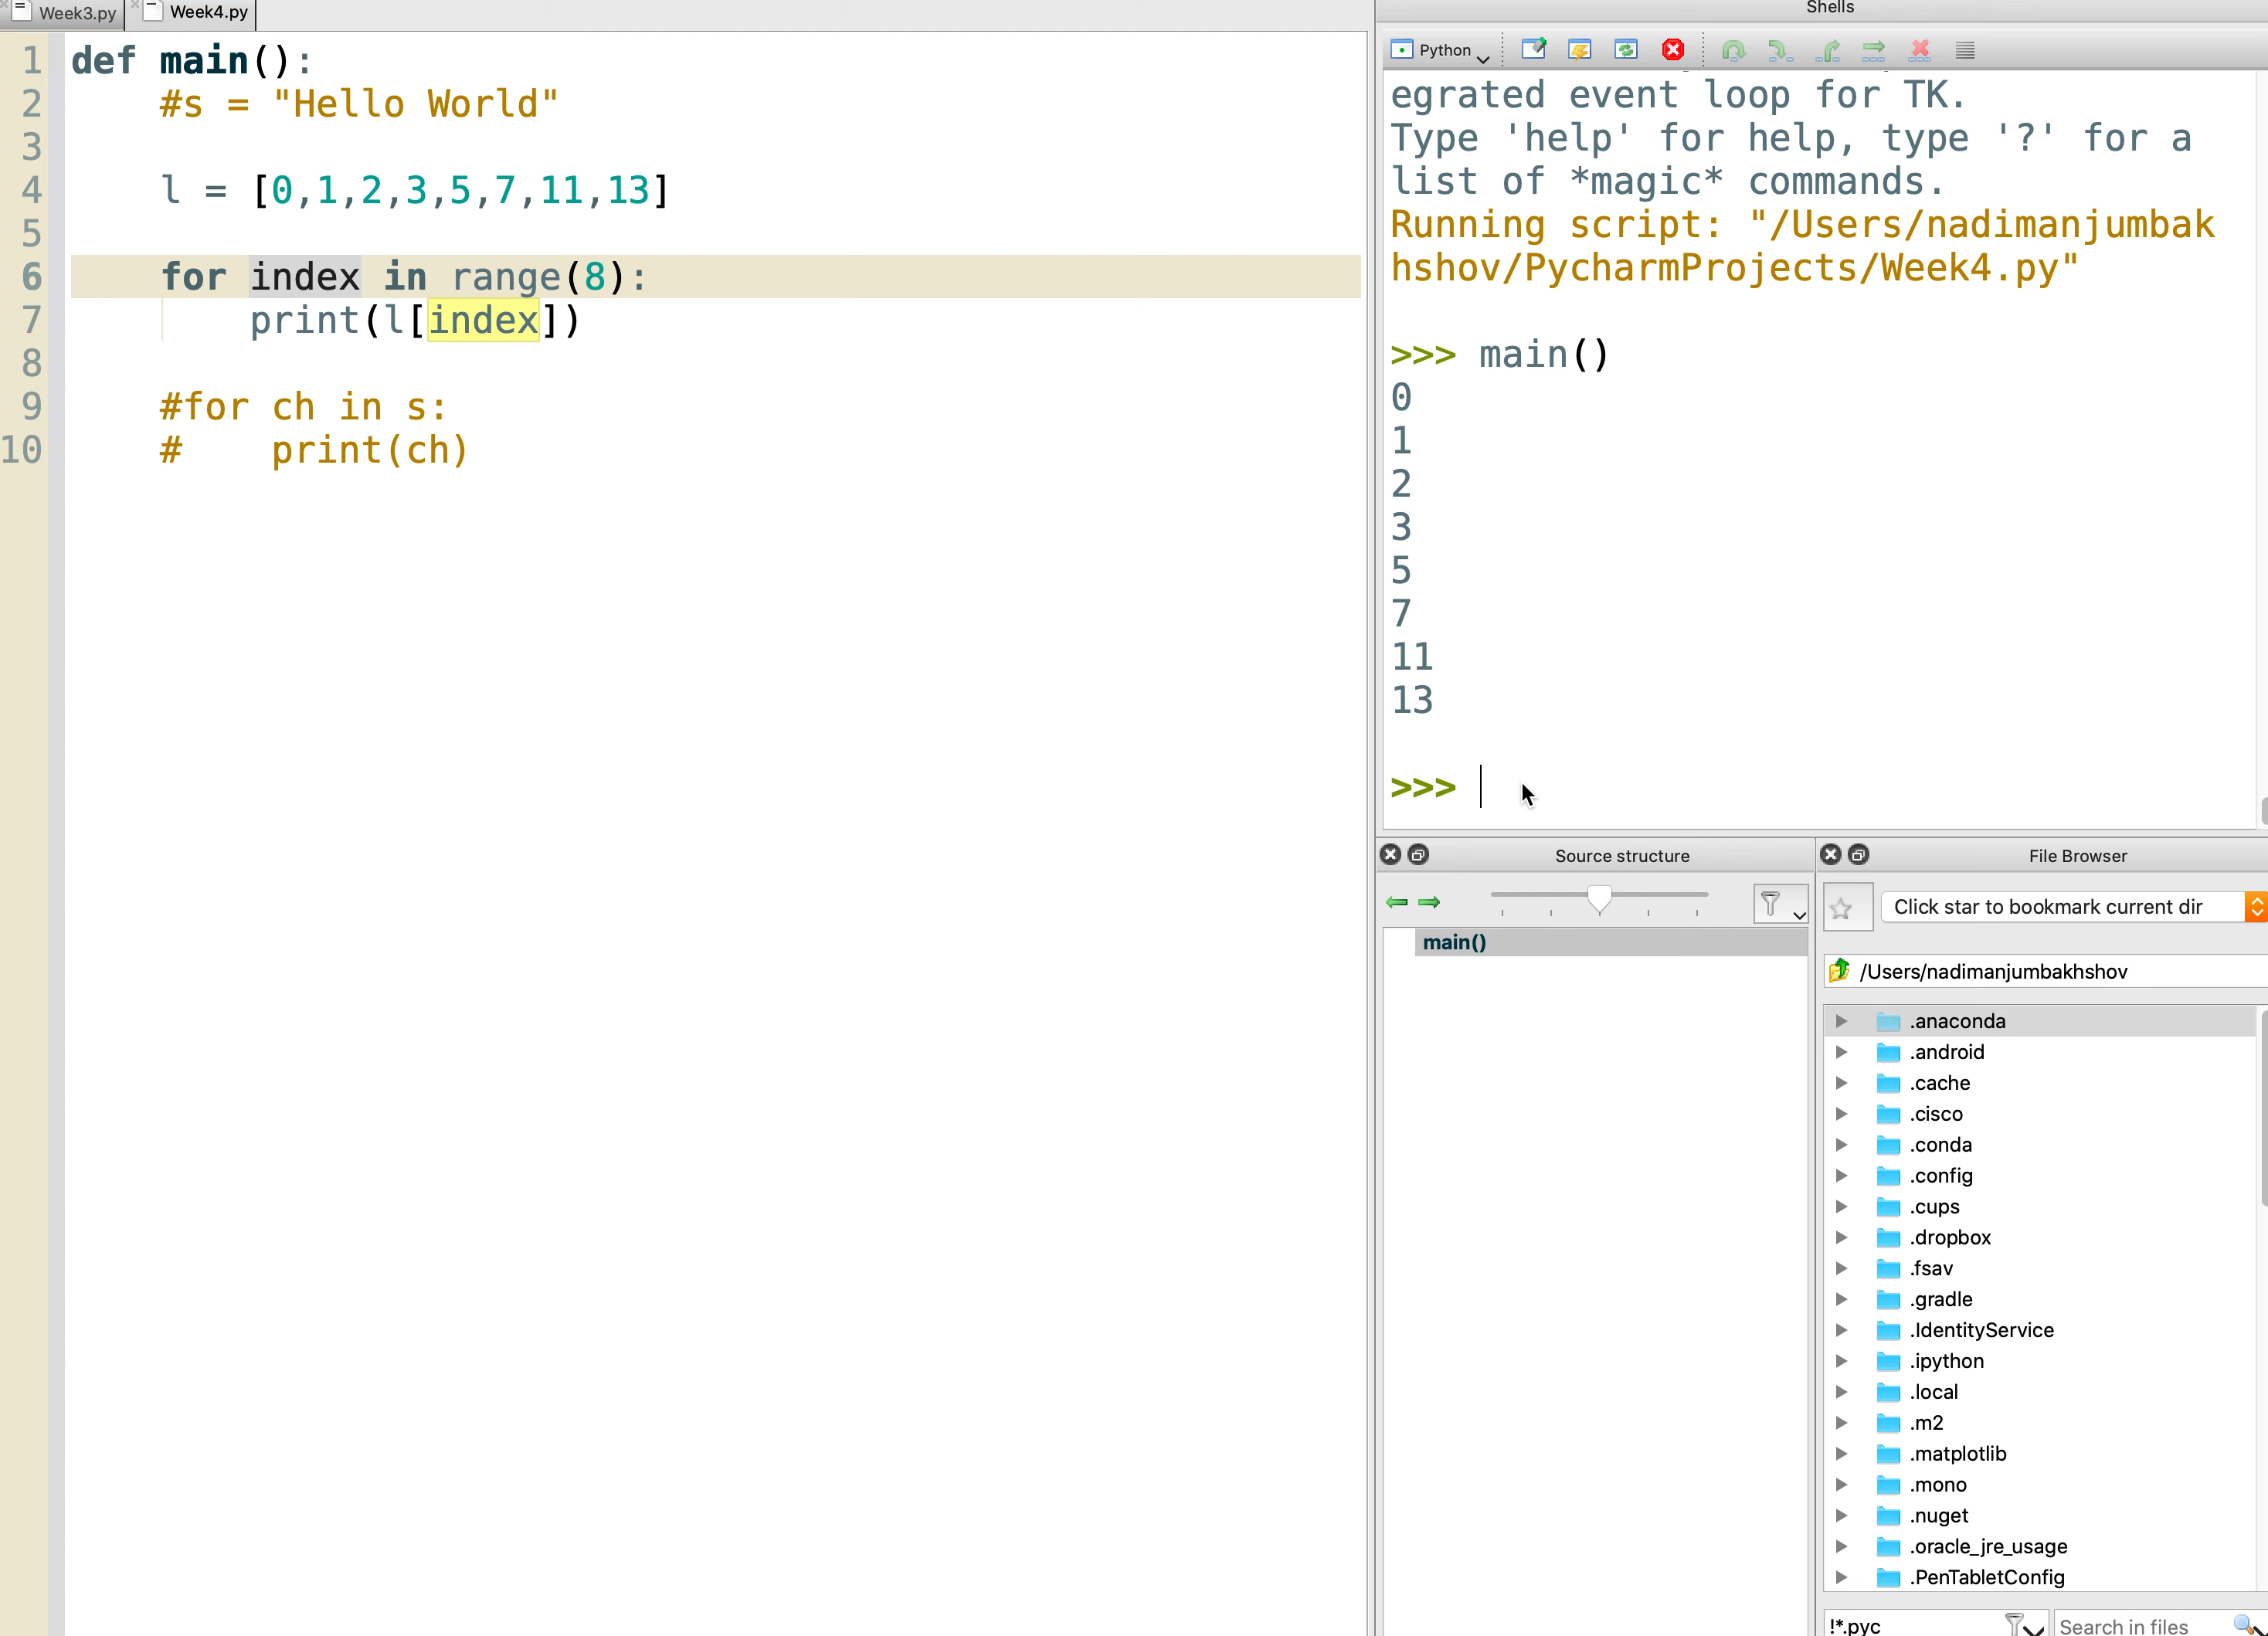 Week3.py
Week4.py
1 def main():
2     #s = "Hello World"
3
4     l = [0,1,2,3,5,7,11,13]
5
6     for index in range(8):
7         print(l[index])
8
9     #for ch in s:
10     #    print(ch)
Shells
Python
egrated event loop for TK.
Type 'help' for help, type '?' for a
list of *magic* commands.
Running script: "/Users/nadimanjumbak
hshov/PycharmProjects/Week4.py"
>>> main()
0
1
2
3
5
7
11
13
>>>
Source structure
main()
File Browser
Click star to bookmark current dir
/Users/nadimanjumbakhshov
.anaconda
.android
.cache
.cisco
.conda
.config
.cups
.dropbox
.fsav
.gradle
.IdentityService
.ipython
.local
.m2
.matplotlib
.mono
.nuget
.oracle_jre_usage
.PenTabletConfig
!*.pyc
Search in files